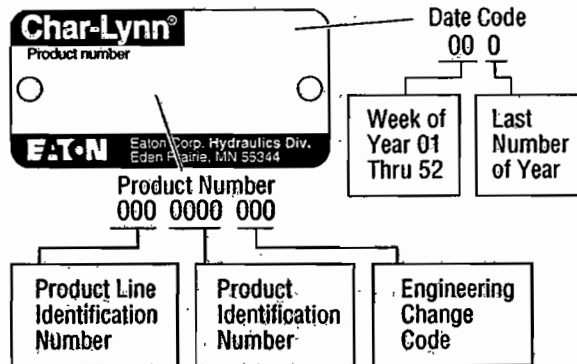 Char-Lynn®
Product number
EATON
Eaton Corp. Hydraulics Div.
Eden Prairie, MN 55344
Date Code
00 0
Week of
Year 01
Thru 52
Last
Number
of Year
Product Number
000 0000 000
Product Line
Identification
Number
Product
Identification
Number
Engineering
Change
Code